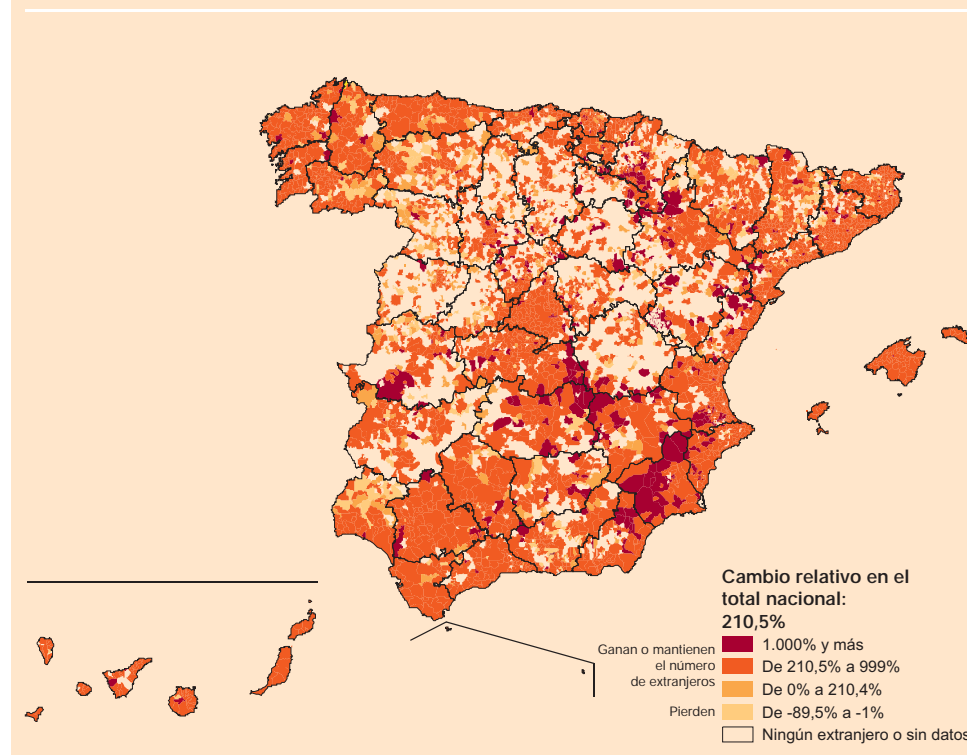 Cambio relativo en el
total nacional:
210,5%
Ganan o mantienen
el número
de extranjeros
1.000% y más
De 210,5% a 999%
De 0% a 210,4%
Pierden
De -89,5% a -1%
Ningún extranjero o sin datos